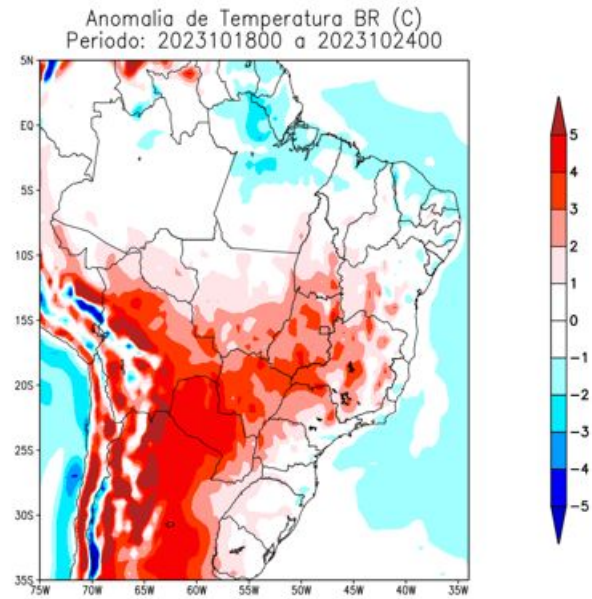 Anomalia de Temperatura BR (C)
Periodo: 2023101800 a 2023102400
5N
EQ
5S
10S
15S
20S
25S
30S
35S
75W 70W 65W 60W 55W 50W 45W 40W 35W
5
4
3
2
1
0
−1
−2
−3
−4
−5